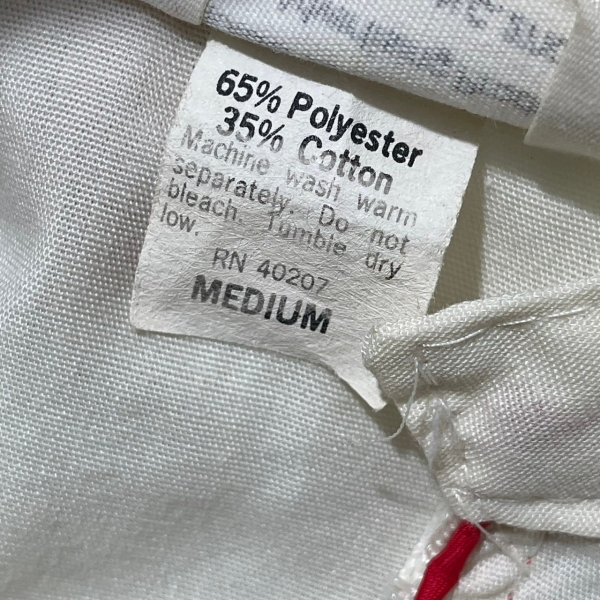 65% Polyester
35% Cotton
Machine wash warm
separately. Do not
bleach. Tumble dry
low.
RN 40207
MEDIUM